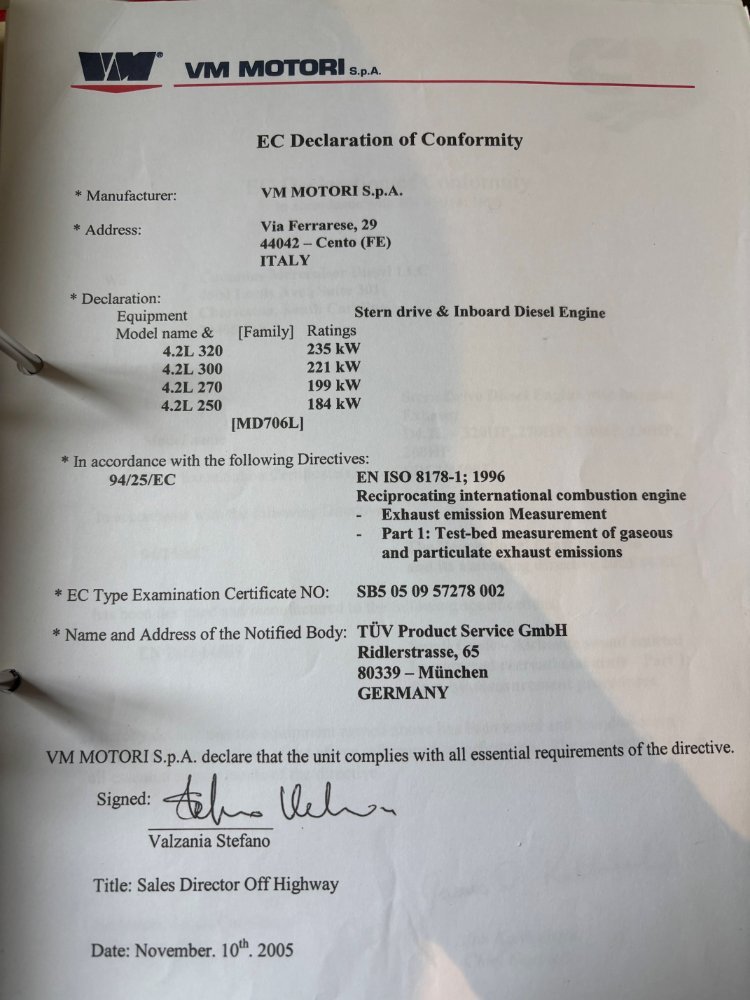 VM® VM MOTORI S.p.A.
EC Declaration of Conformity
* Manufacturer: VM MOTORI S.p.A.
* Address: Via Ferrarese, 29
44042 – Cento (FE)
ITALY
* Declaration:
Equipment Stern drive & Inboard Diesel Engine
Model name & [Family] Ratings
4.2L 320 235 kW
4.2L 300 221 kW
4.2L 270 199 kW
4.2L 250 184 kW
[MD706L]
* In accordance with the following Directives:
94/25/EC EN ISO 8178-1; 1996
Reciprocating international combustion engine
- Exhaust emission Measurement
- Part 1: Test-bed measurement of gaseous
and particulate exhaust emissions
* EC Type Examination Certificate NO: SB5 05 09 57278 002
* Name and Address of the Notified Body: TÜV Product Service GmbH
Ridlerstrasse, 65
80339 – München
GERMANY
VM MOTORI S.p.A. declare that the unit complies with all essential requirements of the directive.
Signed:
Valzania Stefano
Title: Sales Director Off Highway
Date: November. 10th. 2005